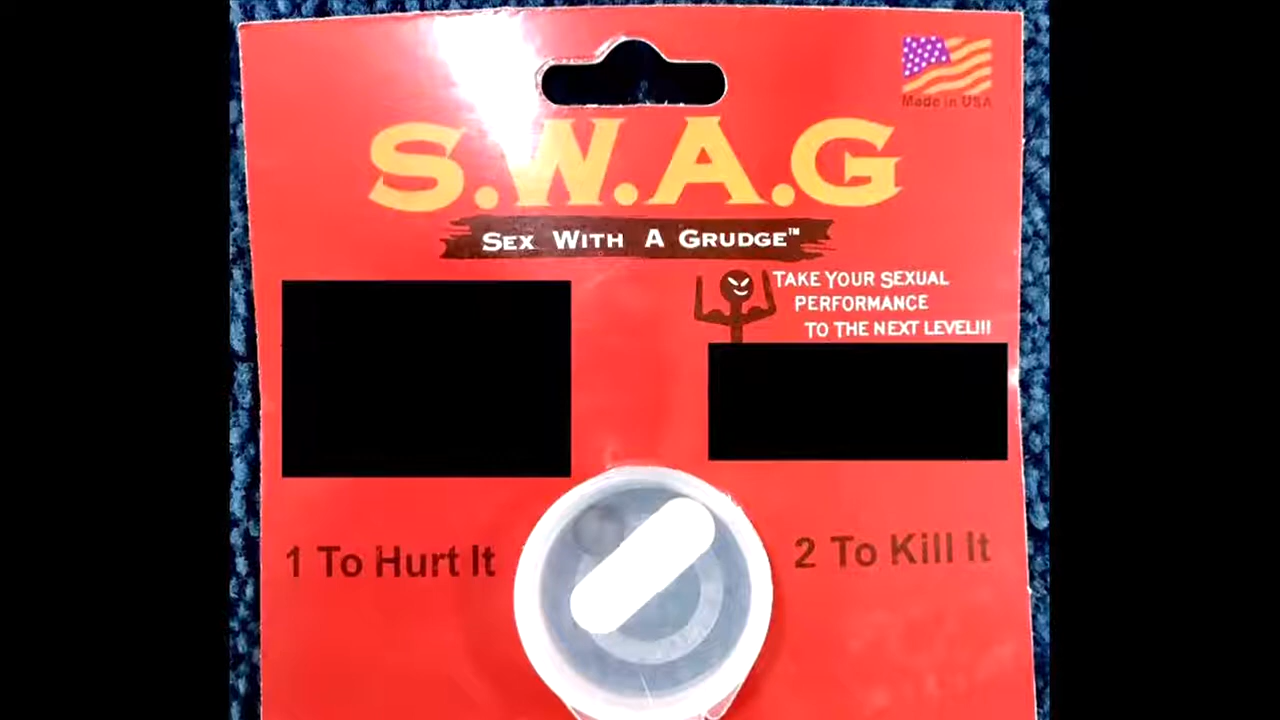 Made in USA
S.W.A.G
SEX WITH A GRUDGE™
TAKE YOUR SEXUAL
PERFORMANCE
TO THE NEXT LEVEL!!!
1 To Hurt It
2 To Kill It